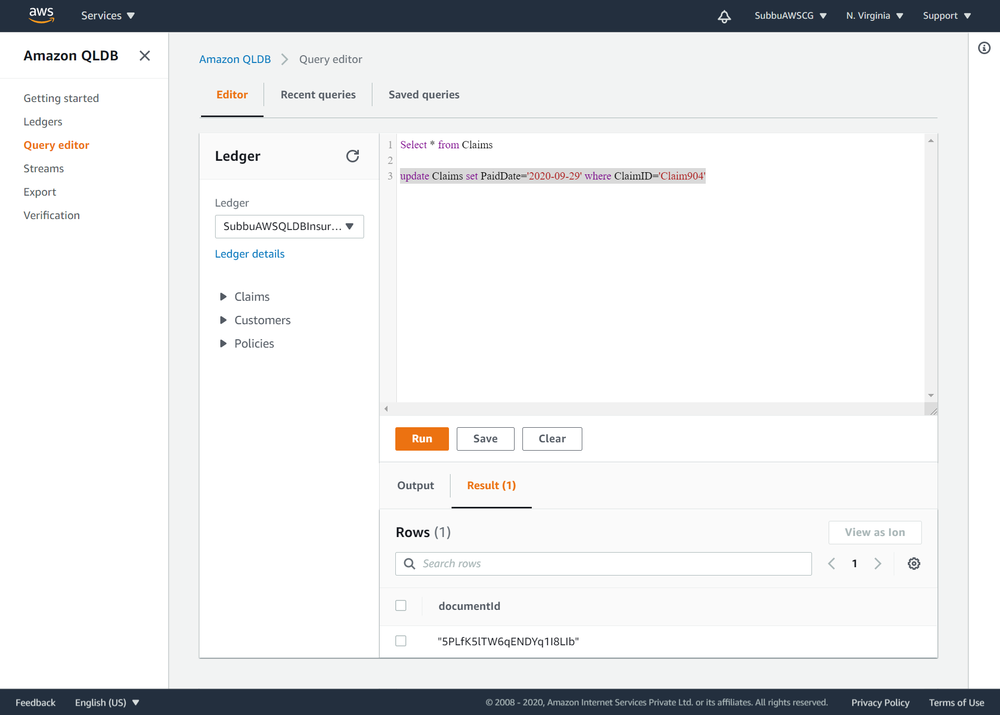 aws Services SubbuAWSCG N. Virginia Support
Amazon QLDB
Getting started
Ledgers
Query editor
Streams
Export
Verification
Amazon QLDB Query editor
Editor Recent queries Saved queries
Ledger
Ledger
SubbuAWSQLDBInsur...
Ledger details
Claims
Customers
Policies
1 Select * from Claims
2
3 update Claims set PaidDate='2020-09-29' where ClaimID='Claim904'
Run Save Clear
Output Result (1)
Rows (1) View as Ion
Search rows 1
documentId
"5PLfK5lTW6qENDYq1I8LIb"
Feedback English (US) © 2008 - 2020, Amazon Internet Services Private Ltd. or its affiliates. All rights reserved. Privacy Policy Terms of Use